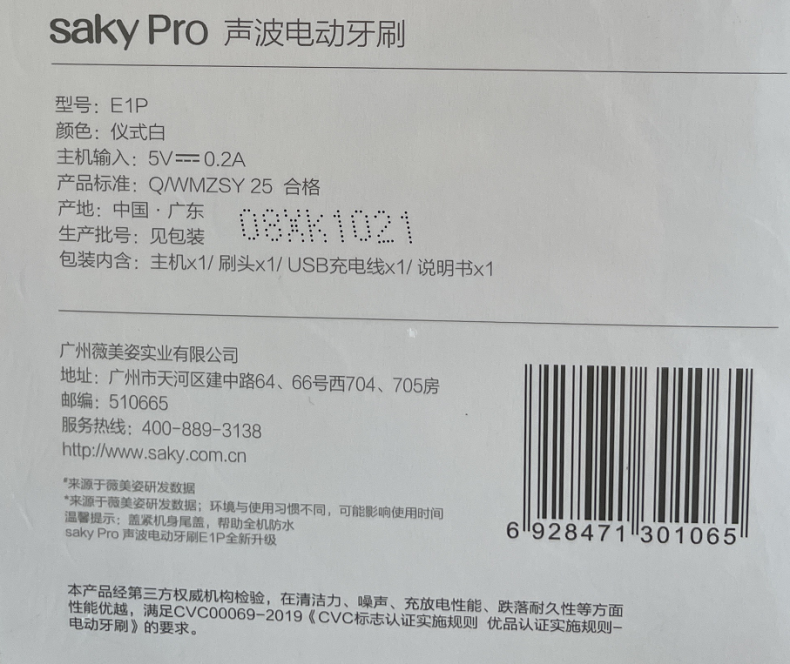 saky Pro 声波电动牙刷
型号：E1P
颜色：仪式白
主机输入：5V⎓0.2A
产品标准：Q/WMZSY 25 合格
产地：中国·广东
生产批号：见包装
08XK1021
包装内含：主机x1/ 刷头x1/ USB充电线x1/ 说明书x1
广州薇美姿实业有限公司
地址：广州市天河区建中路64、66号西704、705房
邮编：510665
服务热线：400-889-3138
http://www.saky.com.cn
#来源于薇美姿研发数据
*来源于薇美姿研发数据；环境与使用习惯不同，可能影响使用时间
温馨提示：盖紧机身尾盖，帮助全机防水
saky Pro 声波电动牙刷E1P全新升级
6 928471 301065
本产品经第三方权威机构检验，在清洁力、噪声、充放电性能、跌落耐久性等方面
性能优越，满足CVC00069-2019《CVC标志认证实施规则 优品认证实施规则-
电动牙刷》的要求。